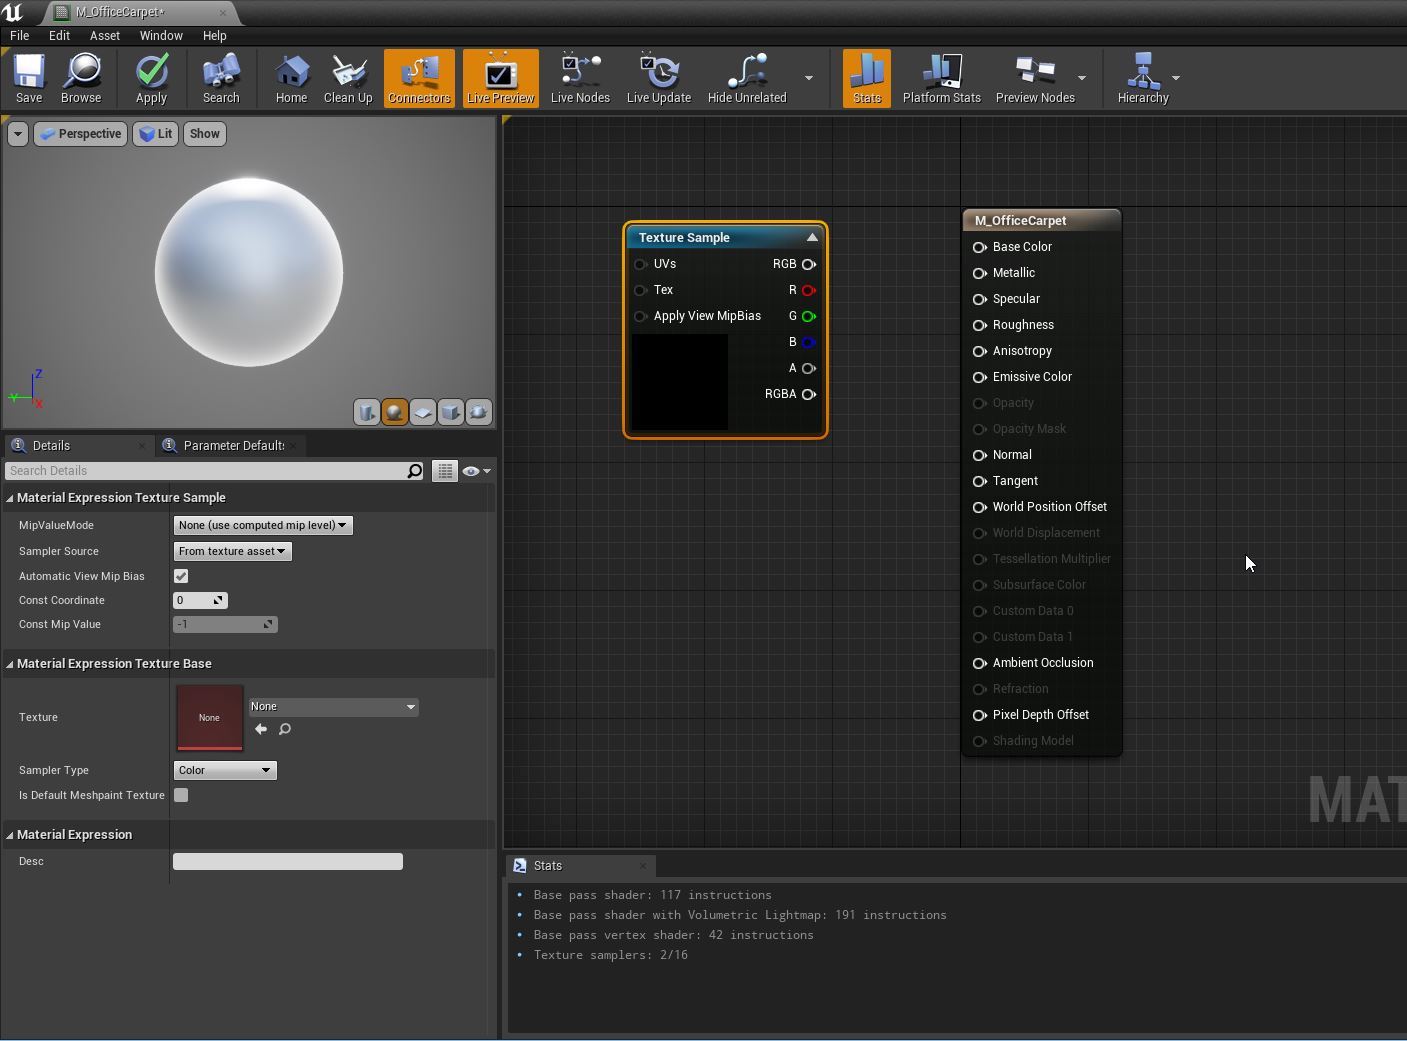 M_OfficeCarpet*
File Edit Asset Window Help
Save Browse Apply Search Home Clean Up Connectors Live Preview Live Nodes Live Update Hide Unrelated Stats Platform Stats Preview Nodes Hierarchy
Perspective Lit Show
Z
Y
X
Texture Sample
UVs RGB
Tex R
Apply View MipBias G
B
A
RGBA
M_OfficeCarpet
Base Color
Metallic
Specular
Roughness
Anisotropy
Emissive Color
Opacity
Opacity Mask
Normal
Tangent
World Position Offset
World Displacement
Tessellation Multiplier
Subsurface Color
Custom Data 0
Custom Data 1
Ambient Occlusion
Refraction
Pixel Depth Offset
Shading Model
MAT
Details Parameter Defaults
Search Details
Material Expression Texture Sample
MipValueMode None (use computed mip level)
Sampler Source From texture asset
Automatic View Mip Bias
Const Coordinate 0
Const Mip Value -1
Material Expression Texture Base
Texture None None
Sampler Type Color
Is Default Meshpaint Texture
Material Expression
Desc
Stats
Base pass shader: 117 instructions
Base pass shader with Volumetric Lightmap: 191 instructions
Base pass vertex shader: 42 instructions
Texture samplers: 2/16